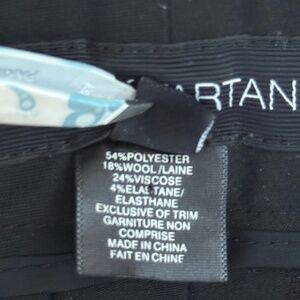 ARTAN
54%POLYESTER
18%WOOL/LAINE
24%VISCOSE
4%ELASTANE/
ELASTHANE
EXCLUSIVE OF TRIM
GARNITURE NON
COMPRISE
MADE IN CHINA
FAIT EN CHINE